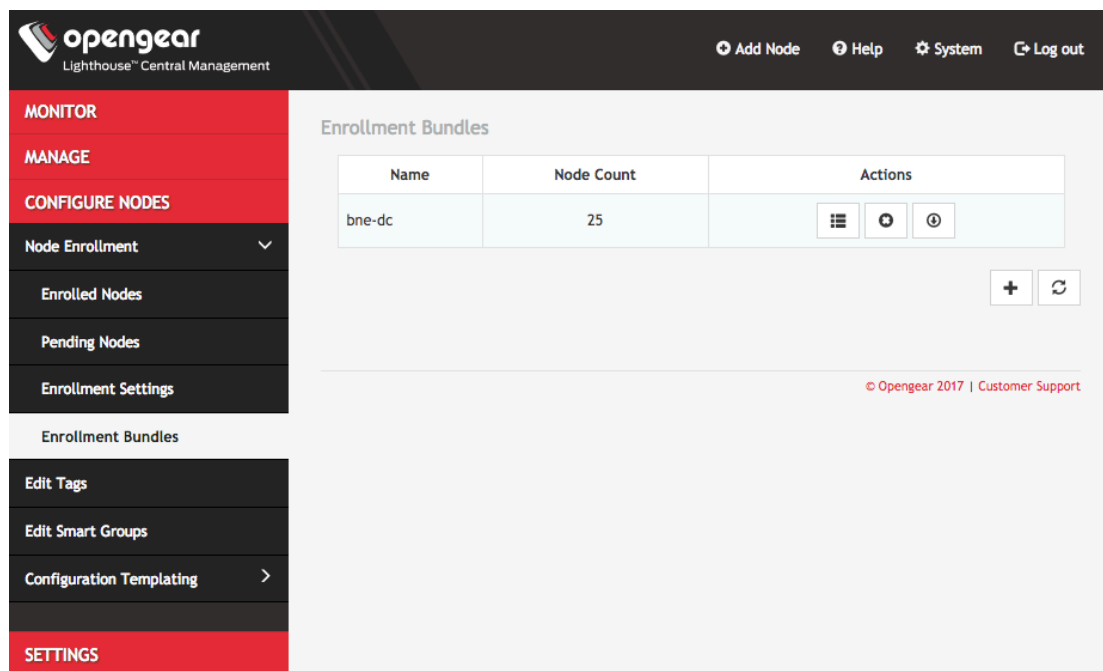 opengear
Lighthouse™ Central Management
Add Node Help System Log out
MONITOR
MANAGE
CONFIGURE NODES
Node Enrollment
Enrolled Nodes
Pending Nodes
Enrollment Settings
Enrollment Bundles
Edit Tags
Edit Smart Groups
Configuration Templating
SETTINGS
Enrollment Bundles
Name Node Count Actions
bne-dc 25
© Opengear 2017 | Customer Support